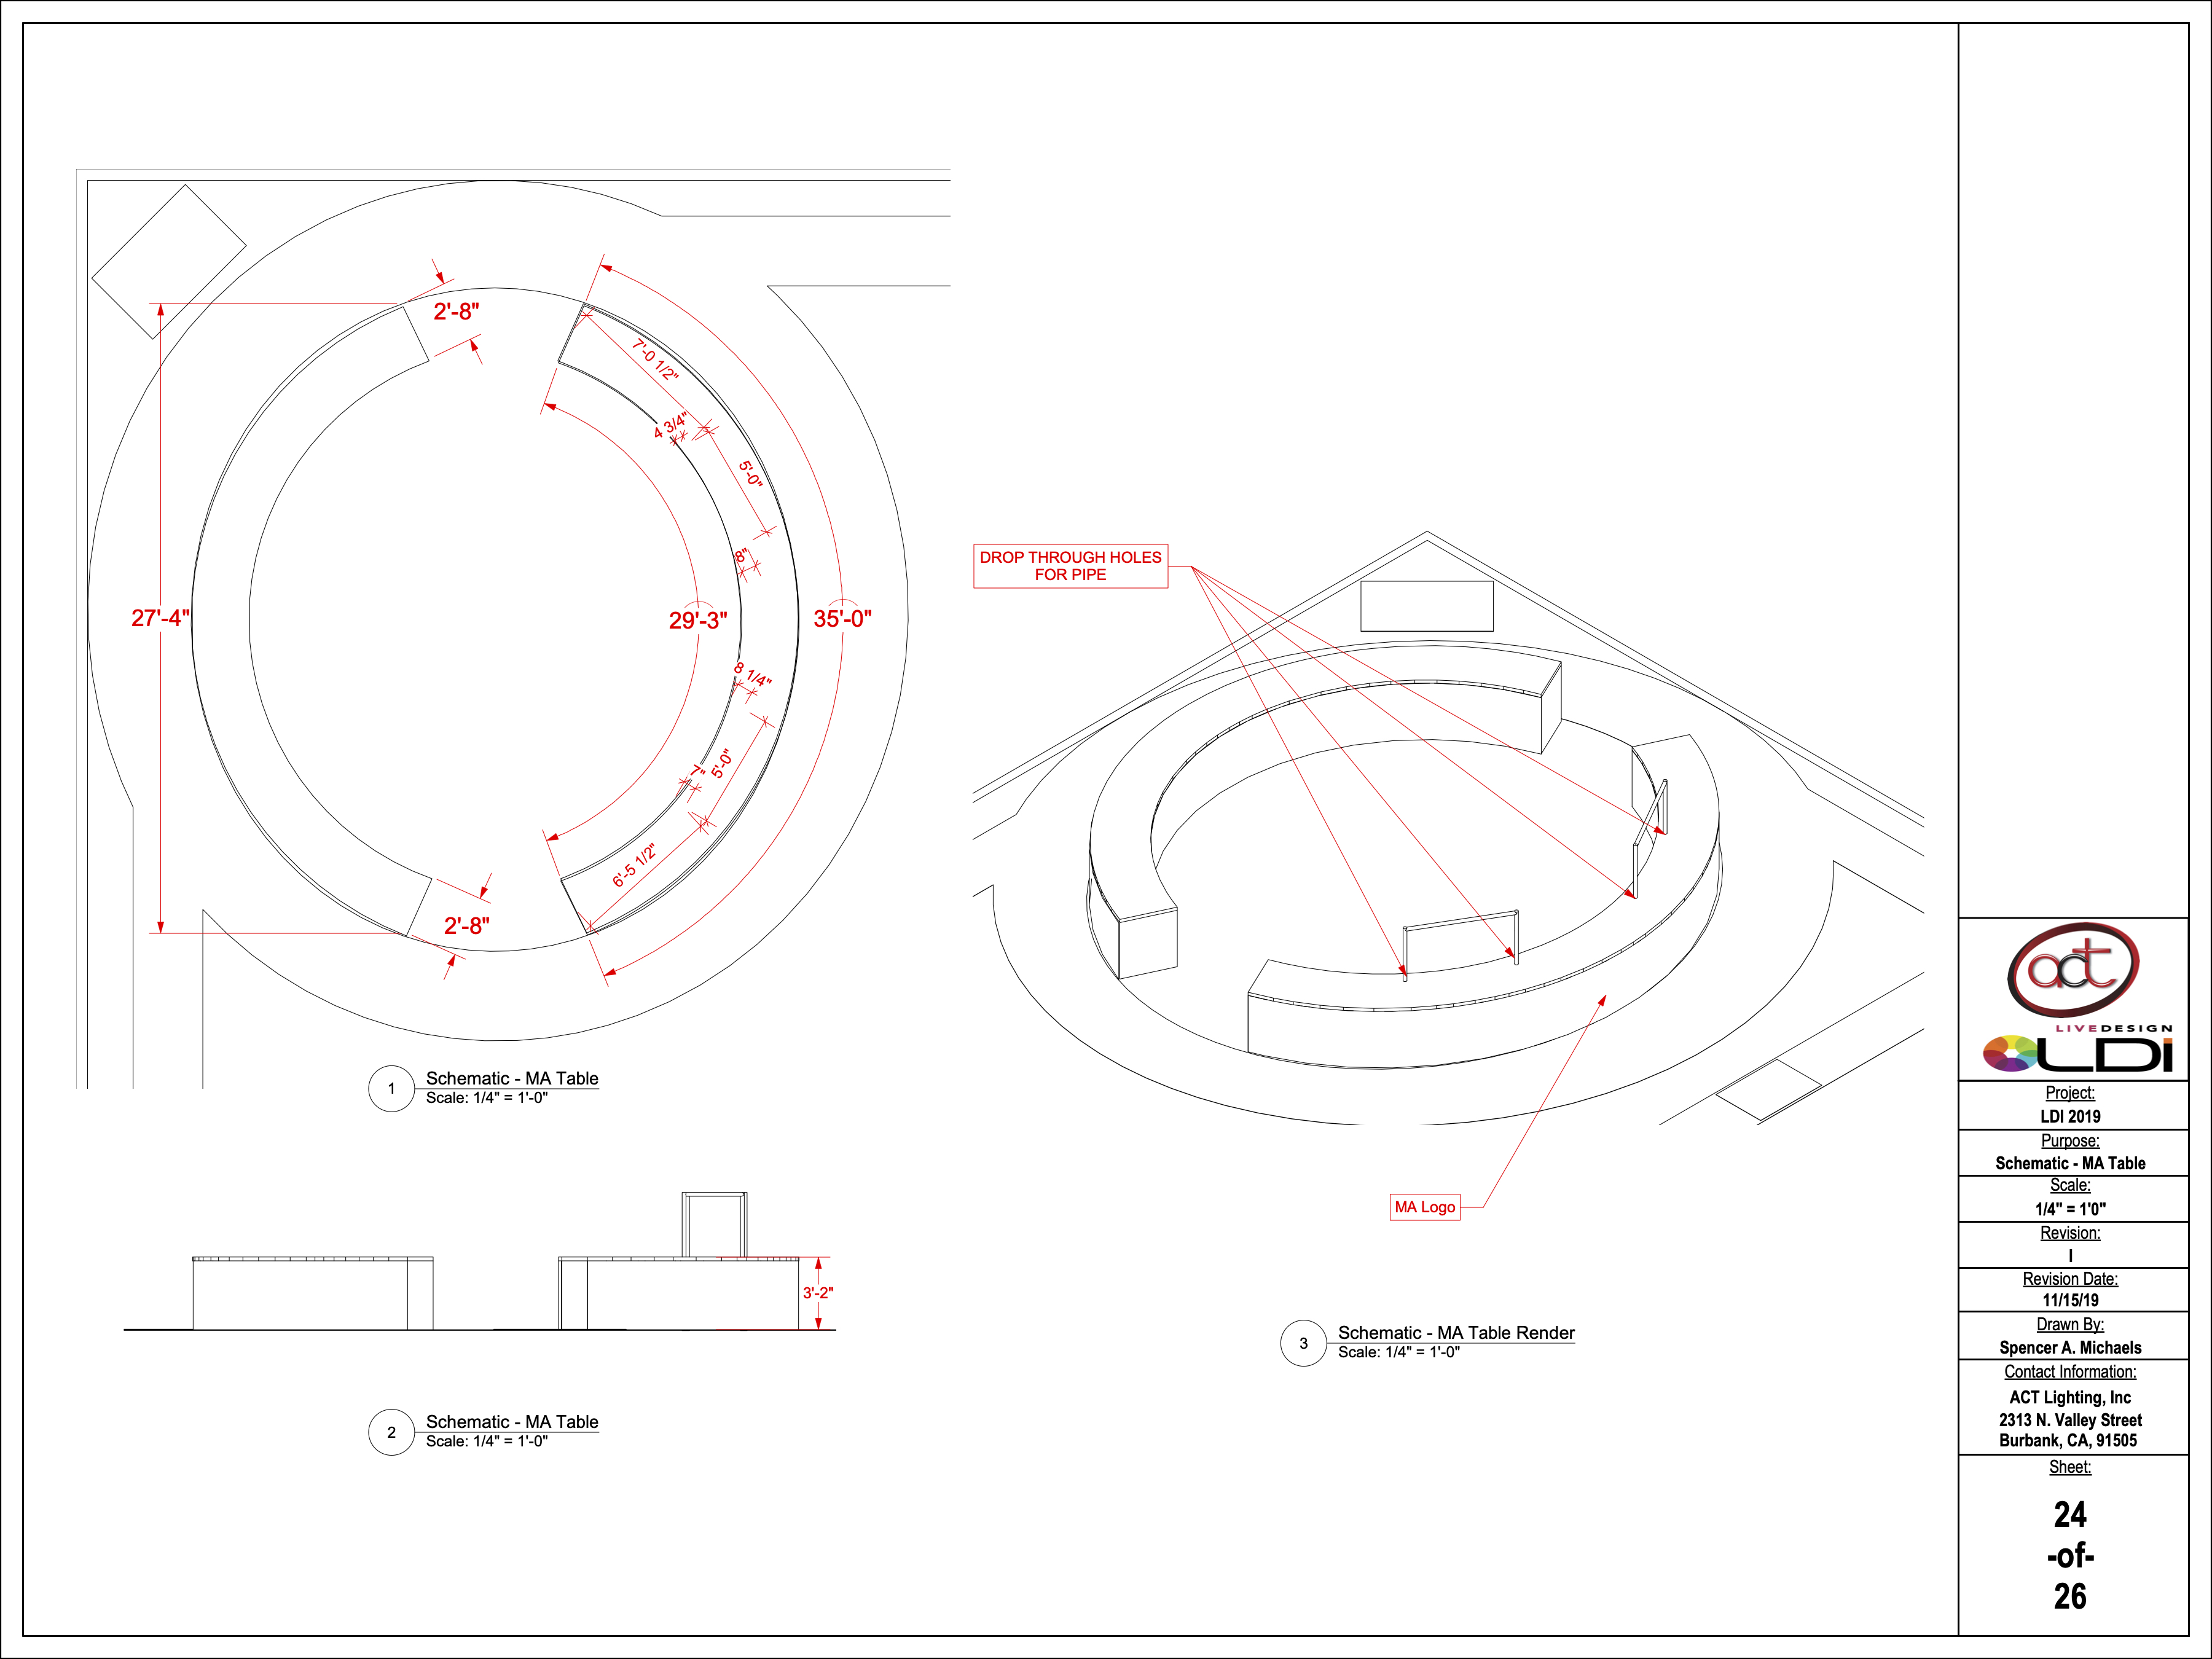 2'-8"
7'-0 1/2"
4 3/4"
5'-0"
8"
27'-4"
29'-3"
35'-0"
8 1/4"
5'-0"
7"
6'-5 1/2"
2'-8"
1
Schematic - MA Table
Scale: 1/4" = 1'-0"
3'-2"
2
Schematic - MA Table
Scale: 1/4" = 1'-0"
DROP THROUGH HOLES
FOR PIPE
MA Logo
3
Schematic - MA Table Render
Scale: 1/4" = 1'-0"
act
LIVEDESIGN
LDi
Project:
LDI 2019
Purpose:
Schematic - MA Table
Scale:
1/4" = 1'0"
Revision:
I
Revision Date:
11/15/19
Drawn By:
Spencer A. Michaels
Contact Information:
ACT Lighting, Inc
2313 N. Valley Street
Burbank, CA, 91505
Sheet:
24
-of-
26